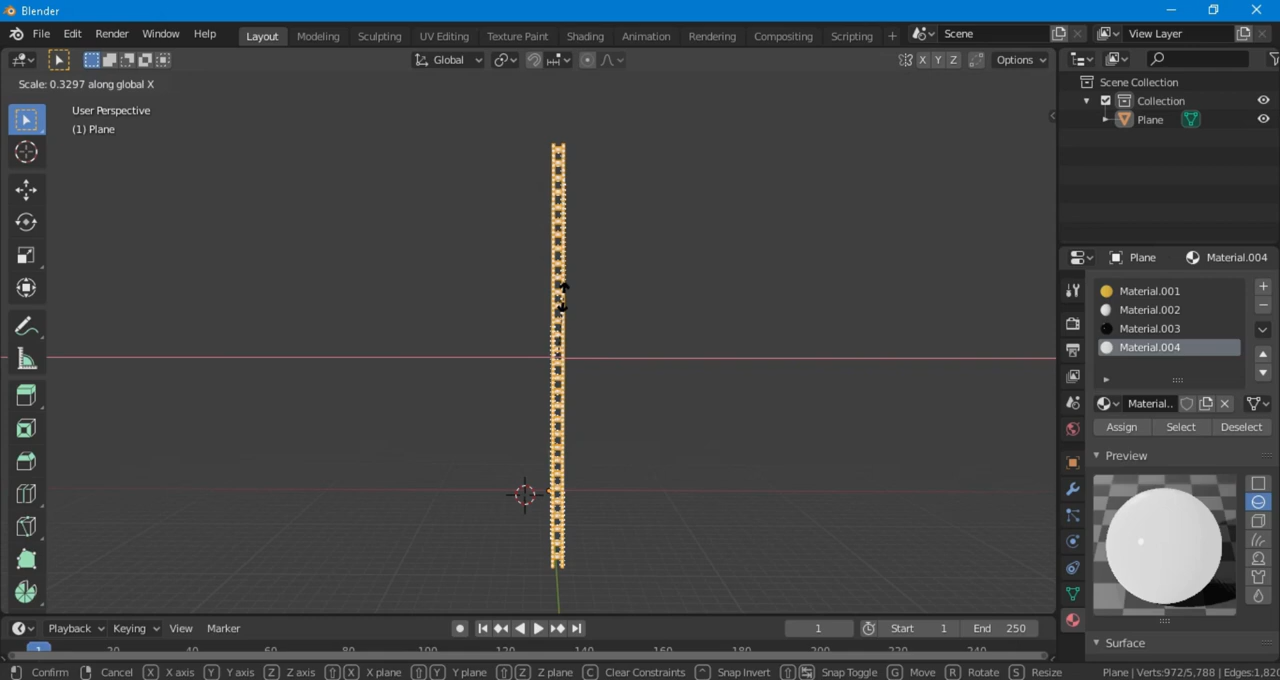 Blender
File Edit Render Window Help Layout Modeling Sculpting UV Editing Texture Paint Shading Animation Rendering Compositing Scripting + Scene View Layer
Global X Y Z Options
Scale: 0.3297 along global X
User Perspective
(1) Plane
Scene Collection
Collection
Plane
Plane Material.004
Material.001
Material.002
Material.003
Material.004
Material..
Assign Select Deselect
Preview
Surface
Playback Keying View Marker 1 Start 1 End 250
1 20 40 60 80 100 120 140 160 180 200 220 240
Confirm Cancel X X axis Y Y axis Z Z axis X X plane Y Y plane Z Z plane C Clear Constraints ^ Snap Invert Snap Toggle G Move R Rotate S Resize Plane | Verts:972/5,788 | Edges:1,82